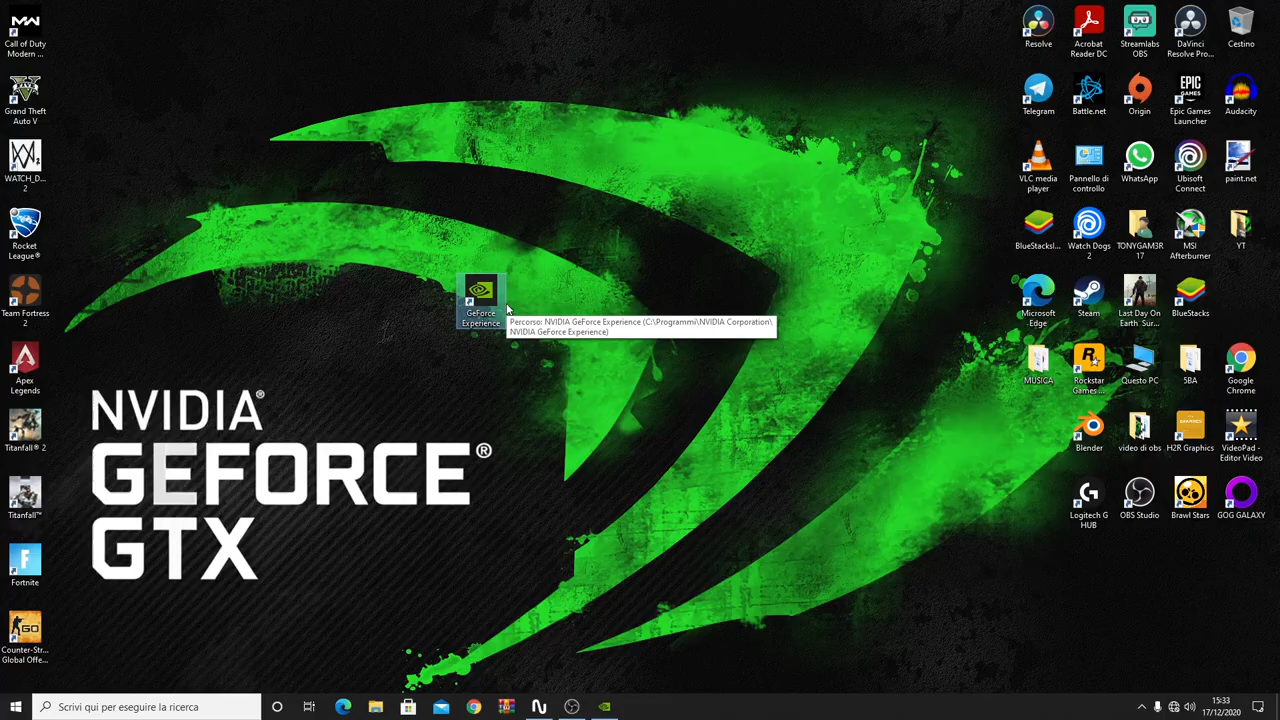 Call of Duty
Modern ...
Grand Theft
Auto V
WATCH_D...
2
Rocket
League®
Team Fortress
2
Apex
Legends
Titanfall® 2
Titanfall™
Fortnite
Counter-Str...
Global Offe...
GeForce
Experience
Percorso: NVIDIA GeForce Experience (C:\Programmi\NVIDIA Corporation\
NVIDIA GeForce Experience)
NVIDIA®
GEFORCE®
GTX
Resolve
Acrobat
Reader DC
Streamlabs
OBS
DaVinci
Resolve Pro...
Cestino
Telegram
Battle.net
Origin
EPIC
GAMES
Epic Games
Launcher
Audacity
VLC media
player
Pannello di
controllo
WhatsApp
Ubisoft
Connect
paint.net
BlueStacksI...
Watch Dogs
2
TONYGAM3R
17
MSI
Afterburner
YT
Microsoft
Edge
Steam
Last Day On
Earth_Sur...
BlueStacks
MUSICA
Rockstar
Games ...
Questo PC
5BA
Google
Chrome
Blender
video di obs
H2R Graphics
VideoPad -
Editor Video
Logitech G
HUB
OBS Studio
Brawl Stars
GOG GALAXY
Scrivi qui per eseguire la ricerca
15:33
17/12/2020